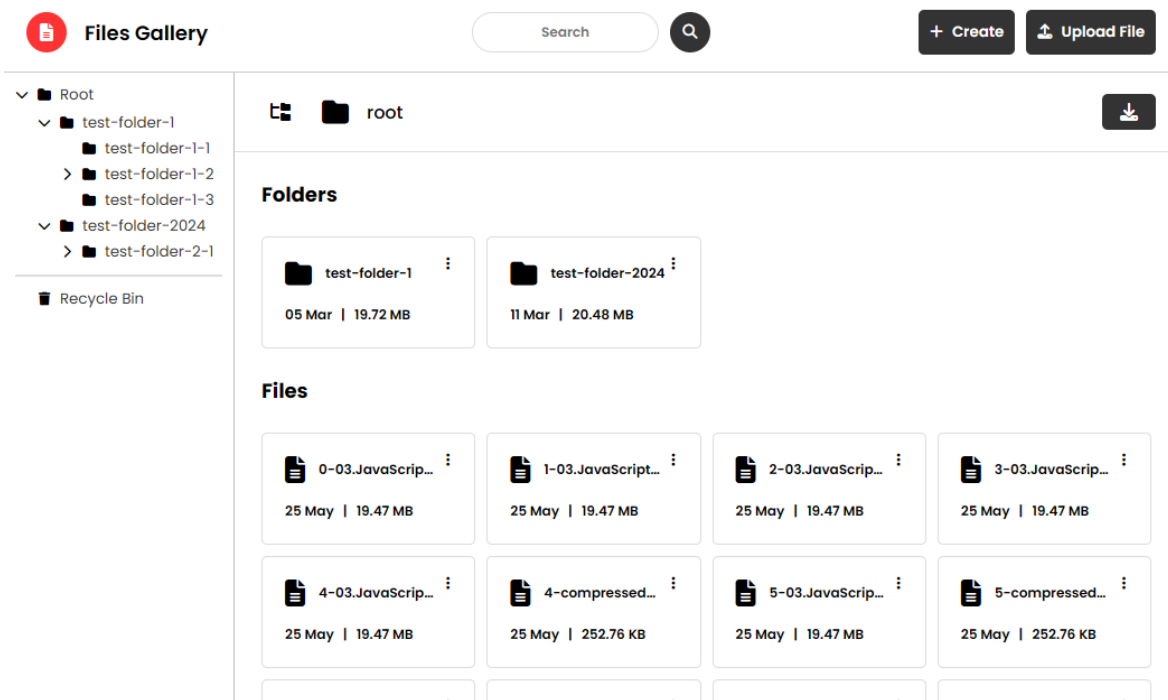 Files Gallery
Search
+ Create
Upload File
Root
test-folder-1
test-folder-1-1
test-folder-1-2
test-folder-1-3
test-folder-2024
test-folder-2-1
Recycle Bin
root
Folders
test-folder-1
05 Mar | 19.72 MB
test-folder-2024
11 Mar | 20.48 MB
Files
0-03.JavaScrip...
25 May | 19.47 MB
1-03.JavaScript...
25 May | 19.47 MB
2-03.JavaScrip...
25 May | 19.47 MB
3-03.JavaScrip...
25 May | 19.47 MB
4-03.JavaScrip...
25 May | 19.47 MB
4-compressed...
25 May | 252.76 KB
5-03.JavaScrip...
25 May | 19.47 MB
5-compressed...
25 May | 252.76 KB